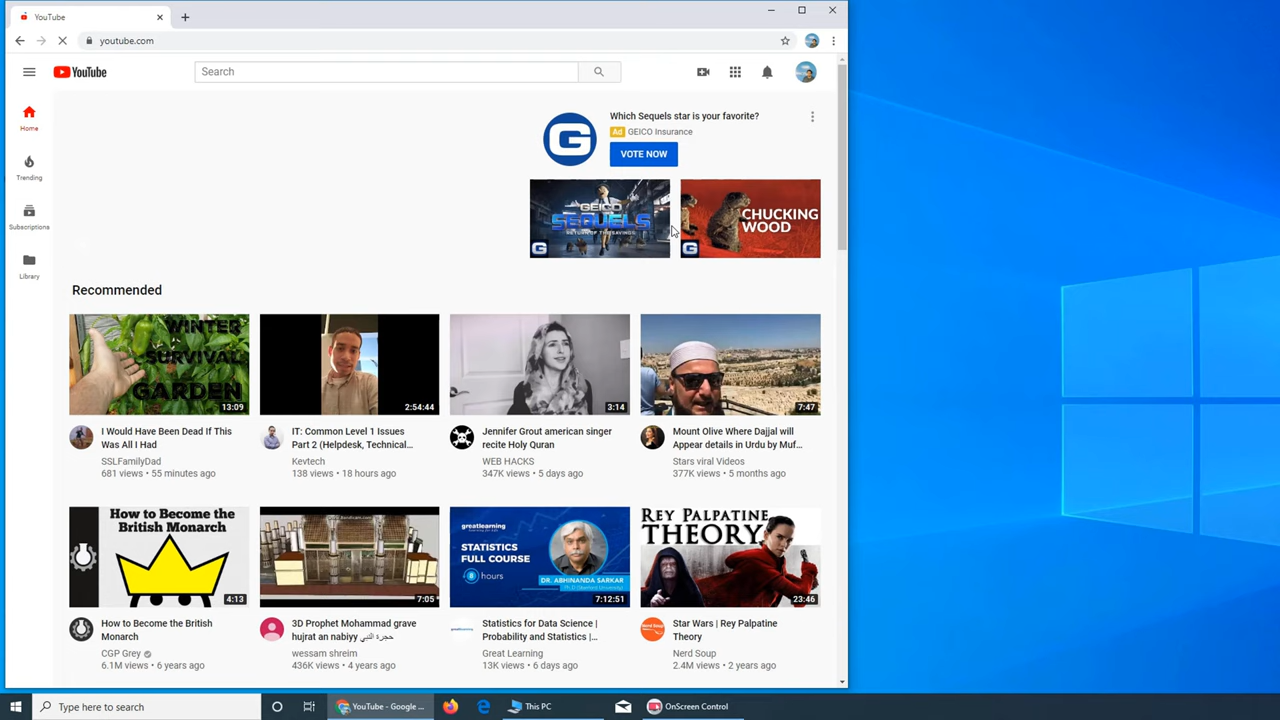 YouTube
youtube.com
YouTube
Search
Home
Trending
Subscriptions
Library
Which Sequels star is your favorite?
Ad GEICO Insurance
VOTE NOW
GEICO
SEQUELS
RETURN OF THE SAVINGS
CHUCKING
WOOD
Recommended
WINTER
SURVIVAL
GARDEN
13:09
2:54:44
3:14
7:47
I Would Have Been Dead If This
Was All I Had
SSLFamilyDad
681 views • 55 minutes ago
IT: Common Level 1 Issues
Part 2 (Helpdesk, Technical...
Kevtech
138 views • 18 hours ago
Jennifer Grout american singer
recite Holy Quran
WEB HACKS
347K views • 5 days ago
Mount Olive Where Dajjal will
Appear details in Urdu by Muf...
Stars viral Videos
377K views • 5 months ago
How to Become the
British Monarch
4:13
7:05
greatlearning
STATISTICS
FULL COURSE
8 hours
DR. ABHINANDA SARKAR
7:12:51
REY PALPATINE
THEORY
23:46
How to Become the British
Monarch
CGP Grey
6.1M views • 6 years ago
3D Prophet Mohammad grave
hujrat an nabiyy حجرة النبي
wessam shreim
436K views • 4 years ago
Statistics for Data Science |
Probability and Statistics |...
Great Learning
13K views • 6 days ago
Star Wars | Rey Palpatine
Theory
Nerd Soup
2.4M views • 2 years ago
Type here to search
YouTube - Google ...
This PC
OnScreen Control